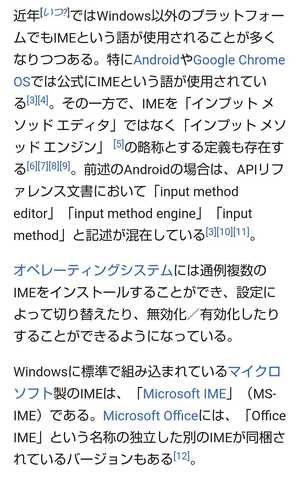 近年[いつ?]ではWindows以外のプラットフォー
ムでもIMEという語が使用されることが多く
なりつつある。特にAndroidやGoogle Chrome
OSでは公式にIMEという語が使用されてい
る[3][4]。その一方で、IMEを「インプット メ
ソッド エディタ」ではなく「インプット メソ
ッド エンジン」 [5]の略称とする定義も存在す
る[6][7][8][9]。前述のAndroidの場合は、APIリフ
ァレンス文書において「input method
editor」「input method engine」「input
method」と記述が混在している[3][10][11]。
オペレーティングシステムには通例複数の
IMEをインストールすることができ、設定に
よって切り替えたり、無効化／有効化したり
することができるようになっている。
Windowsに標準で組み込まれているマイクロ
ソフト製のIMEは、「Microsoft IME」（MS-
IME）である。Microsoft Officeには、「Office
IME」という名称の独立した別のIMEが同梱さ
れているバージョンもある[12]。